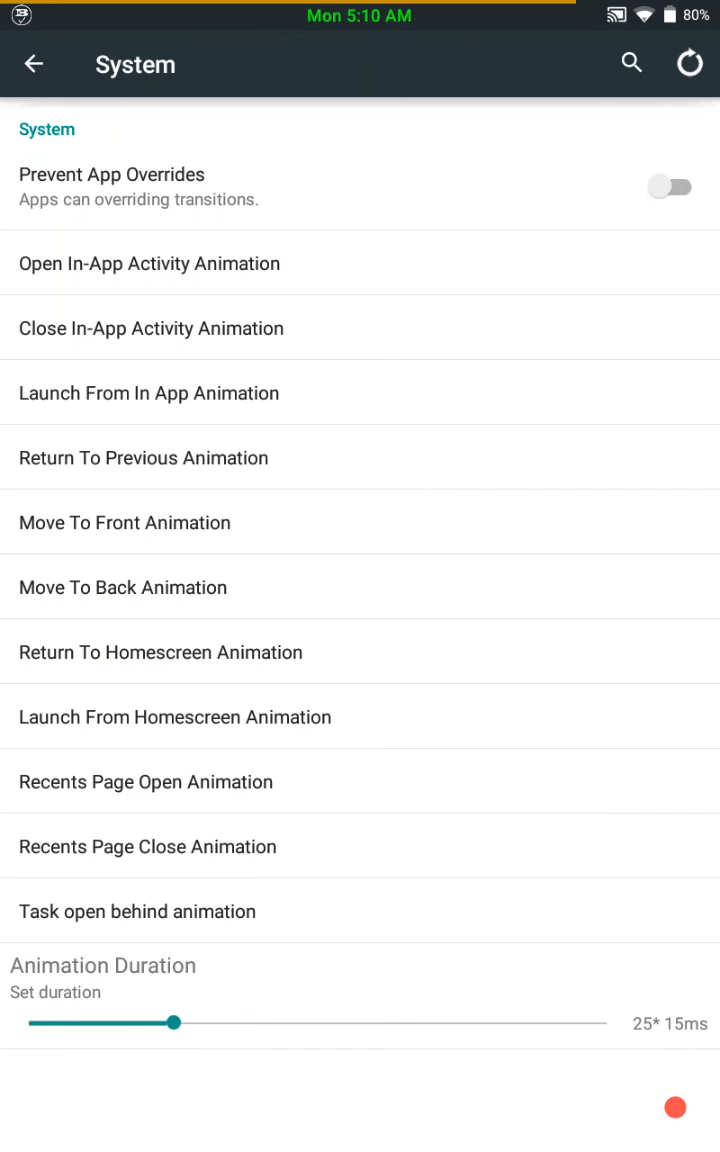 Mon 5:10 AM
80%
System
System
Prevent App Overrides
Apps can overriding transitions.
Open In-App Activity Animation
Close In-App Activity Animation
Launch From In App Animation
Return To Previous Animation
Move To Front Animation
Move To Back Animation
Return To Homescreen Animation
Launch From Homescreen Animation
Recents Page Open Animation
Recents Page Close Animation
Task open behind animation
Animation Duration
Set duration
25* 15ms